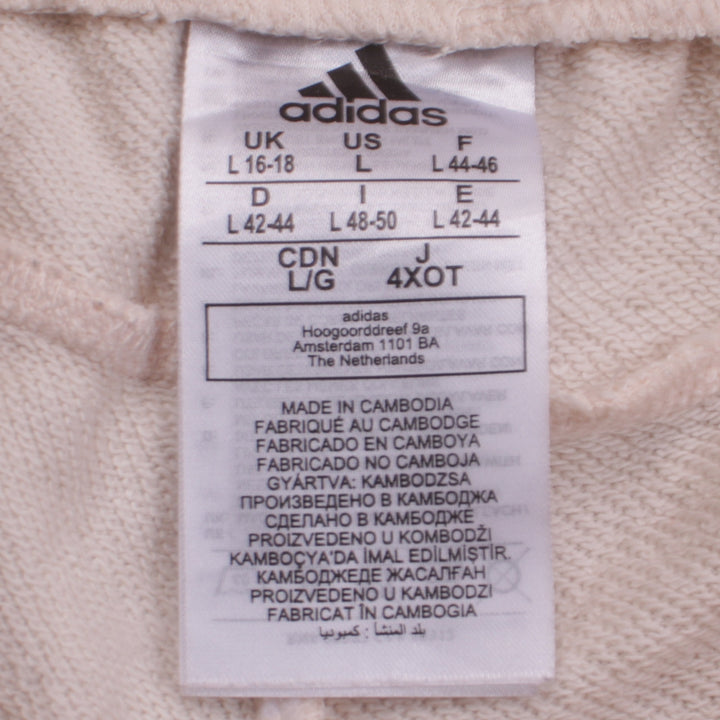 adidas
UK US F
L 16-18 L L 44-46
D I E
L 42-44 L 48-50 L 42-44
CDN J
L/G 4XOT
adidas
Hoogoorddreef 9a
Amsterdam 1101 BA
The Netherlands
MADE IN CAMBODIA
FABRIQUÉ AU CAMBODGE
FABRICADO EN CAMBOYA
FABRICADO NO CAMBOJA
GYÁRTVA: KAMBODZSA
ПРОИЗВЕДЕНО В КАМБОДЖА
СДЕЛАНО В КАМБОДЖЕ
PROIZVEDENO U KOMBODŽI
KAMBOÇYA'DA İMAL EDİLMİŞTİR.
КАМБОДЖЕДЕ ЖАСАЛҒАН
PROIZVEDENO U KAMBODZI
FABRICAT ÎN CAMBOGIA
بلد المنشأ : كمبوديا